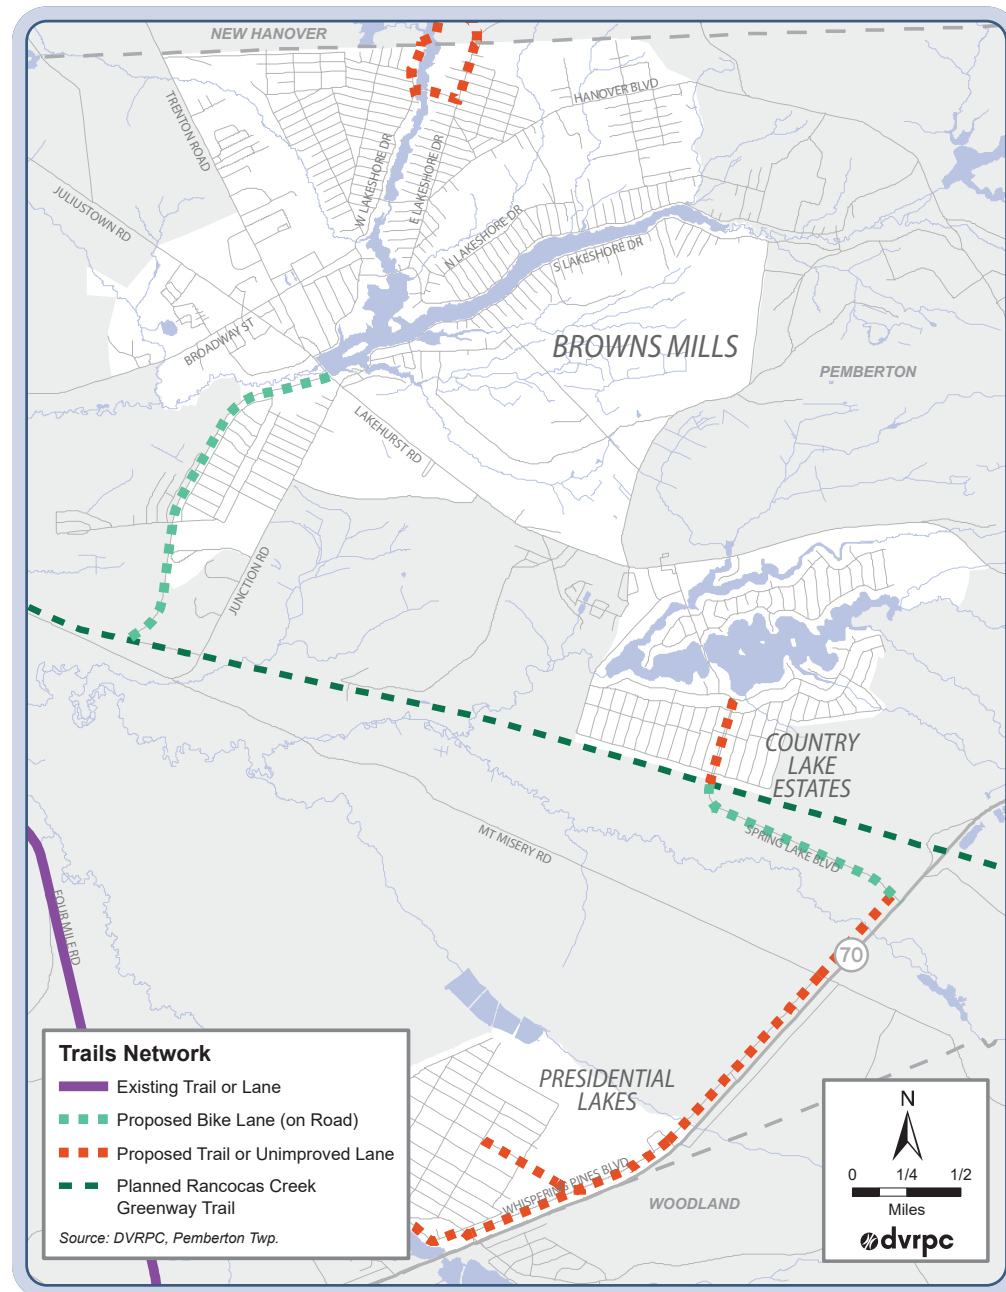 NEW HANOVER
TRENTON ROAD
HANOVER BLVD
W LAKESHORE DR
E LAKESHORE DR
JULIUSTOWN RD
N LAKESHORE DR
S LAKESHORE DR
BROADWAY ST
BROWNS MILLS
PEMBERTON
LAKEHURST RD
JUNCTION RD
COUNTRY
LAKE
ESTATES
MT MISERY RD
SPRING LAKE BLVD
FOUR MILE RD
70
PRESIDENTIAL
LAKES
WHISPERING PINES BLVD
WOODLAND
Trails Network
Existing Trail or Lane
Proposed Bike Lane (on Road)
Proposed Trail or Unimproved Lane
Planned Rancocas Creek
Greenway Trail
Source: DVRPC, Pemberton Twp.
N
0 1/4 1/2
Miles
dvrpc